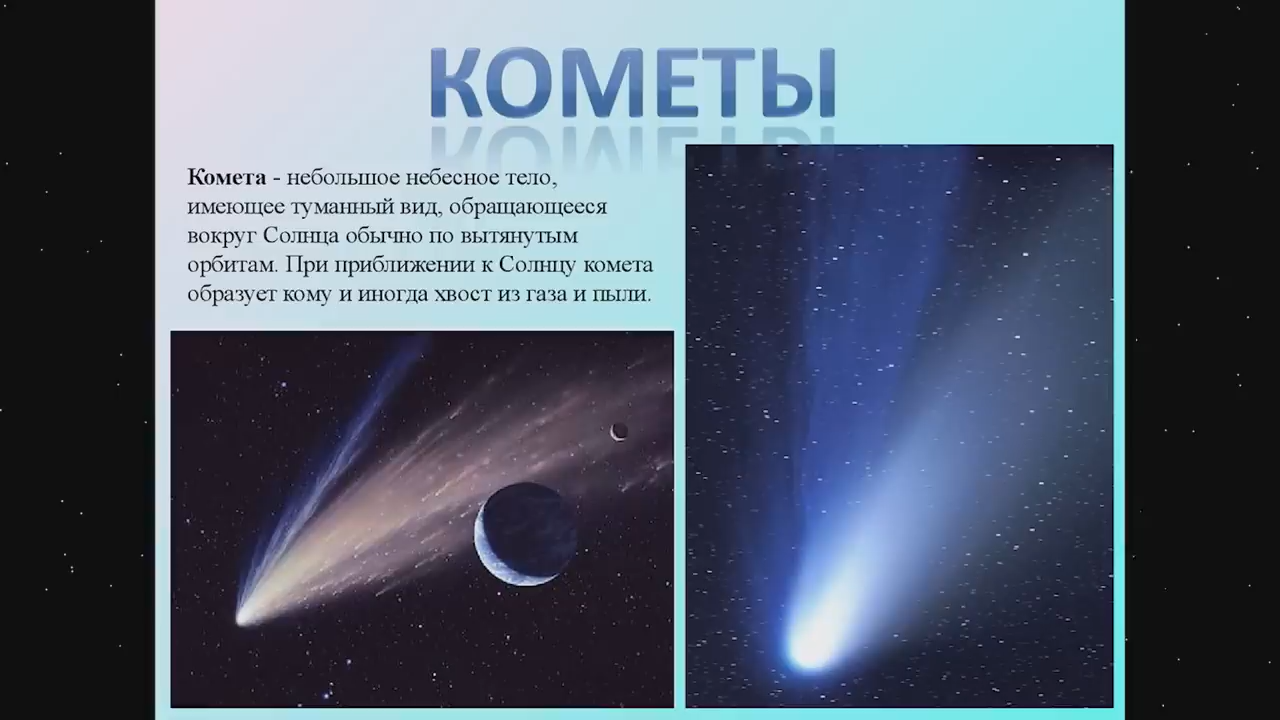 КОМЕТЫ
Комета - небольшое небесное тело,
имеющее туманный вид, обращающееся
вокруг Солнца обычно по вытянутым
орбитам. При приближении к Солнцу комета
образует кому и иногда хвост из газа и пыли.